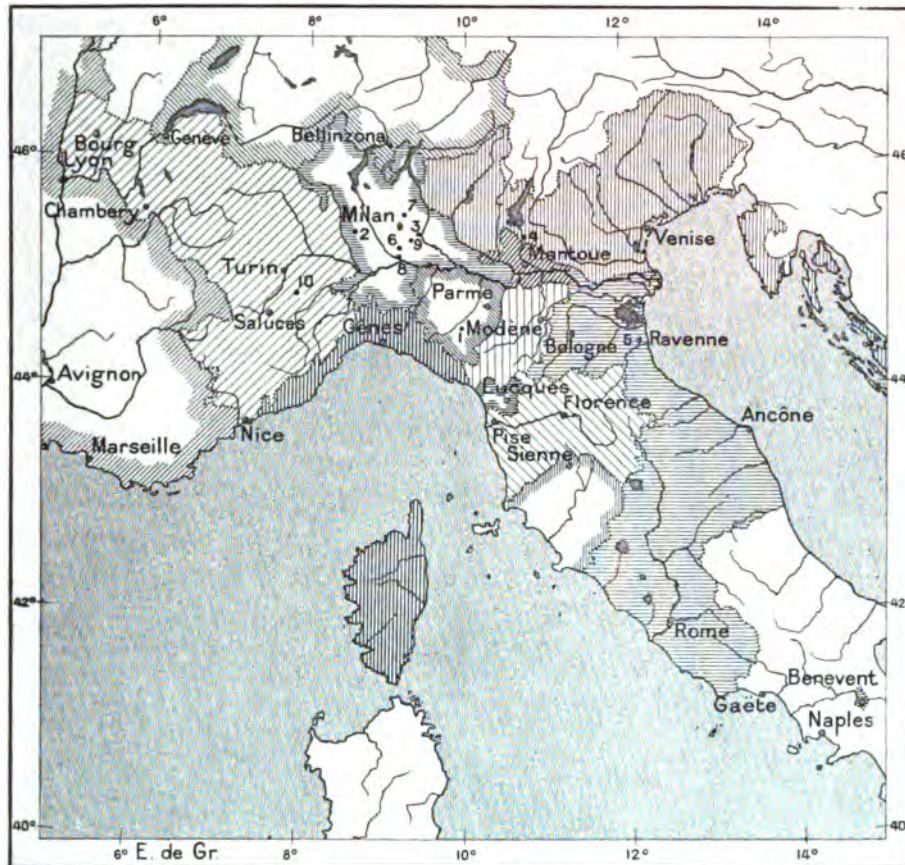 6° 8° 10° 12° 14°
46° 46°
44° 44°
42° 42°
40° 40°
Genève
Bourg
Lyon
Bellinzona
Chambery
Milan
7
3
2
6
9
8
4
Mantoue
Venise
Turin
10
Saluces
Parme
Gênes
1
Modène
Bologne
5
Ravenne
Avignon
Lucques
Florence
Ancône
Nice
Pise
Marseille
Sienne
Rome
Benevent
Gaëte
Naples
6° E. de Gr. 8° 10° 12° 14°